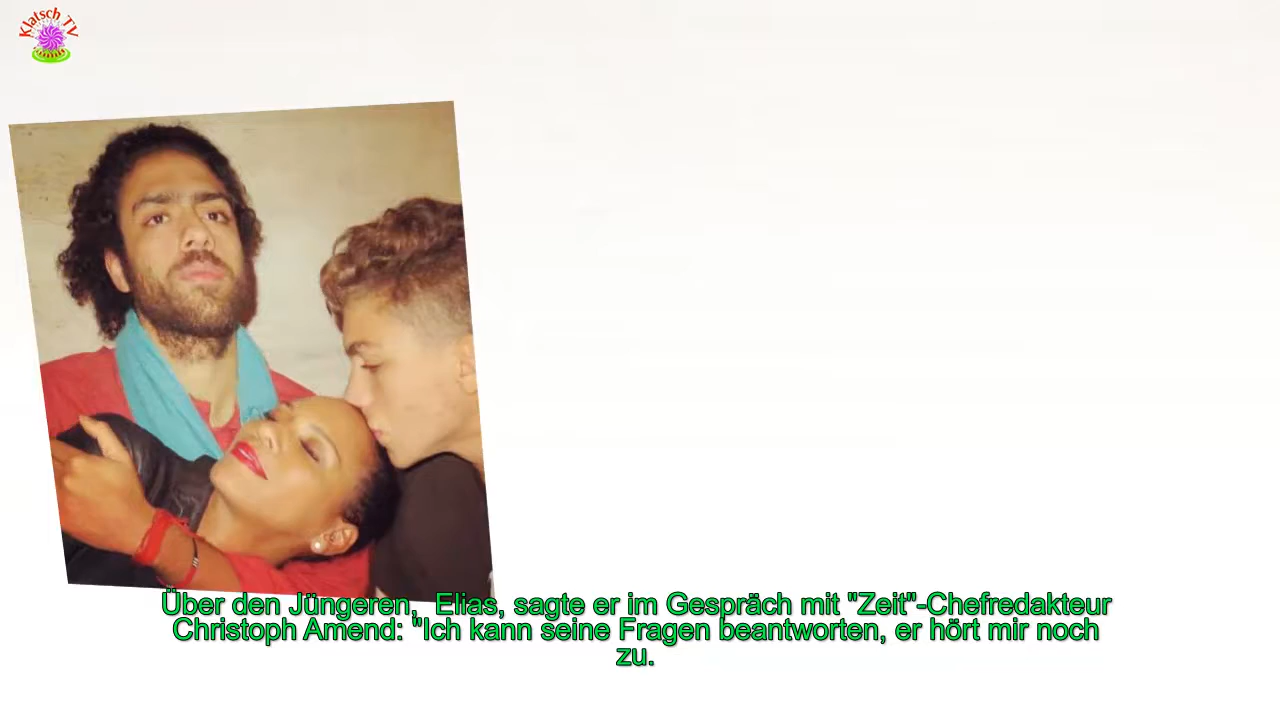 Klatsch TV
Über den Jüngeren,  Elias, sagte er im Gespräch mit "Zeit"-Chefredakteur
Christoph Amend: "Ich kann seine Fragen beantworten, er hört mir noch
zu.